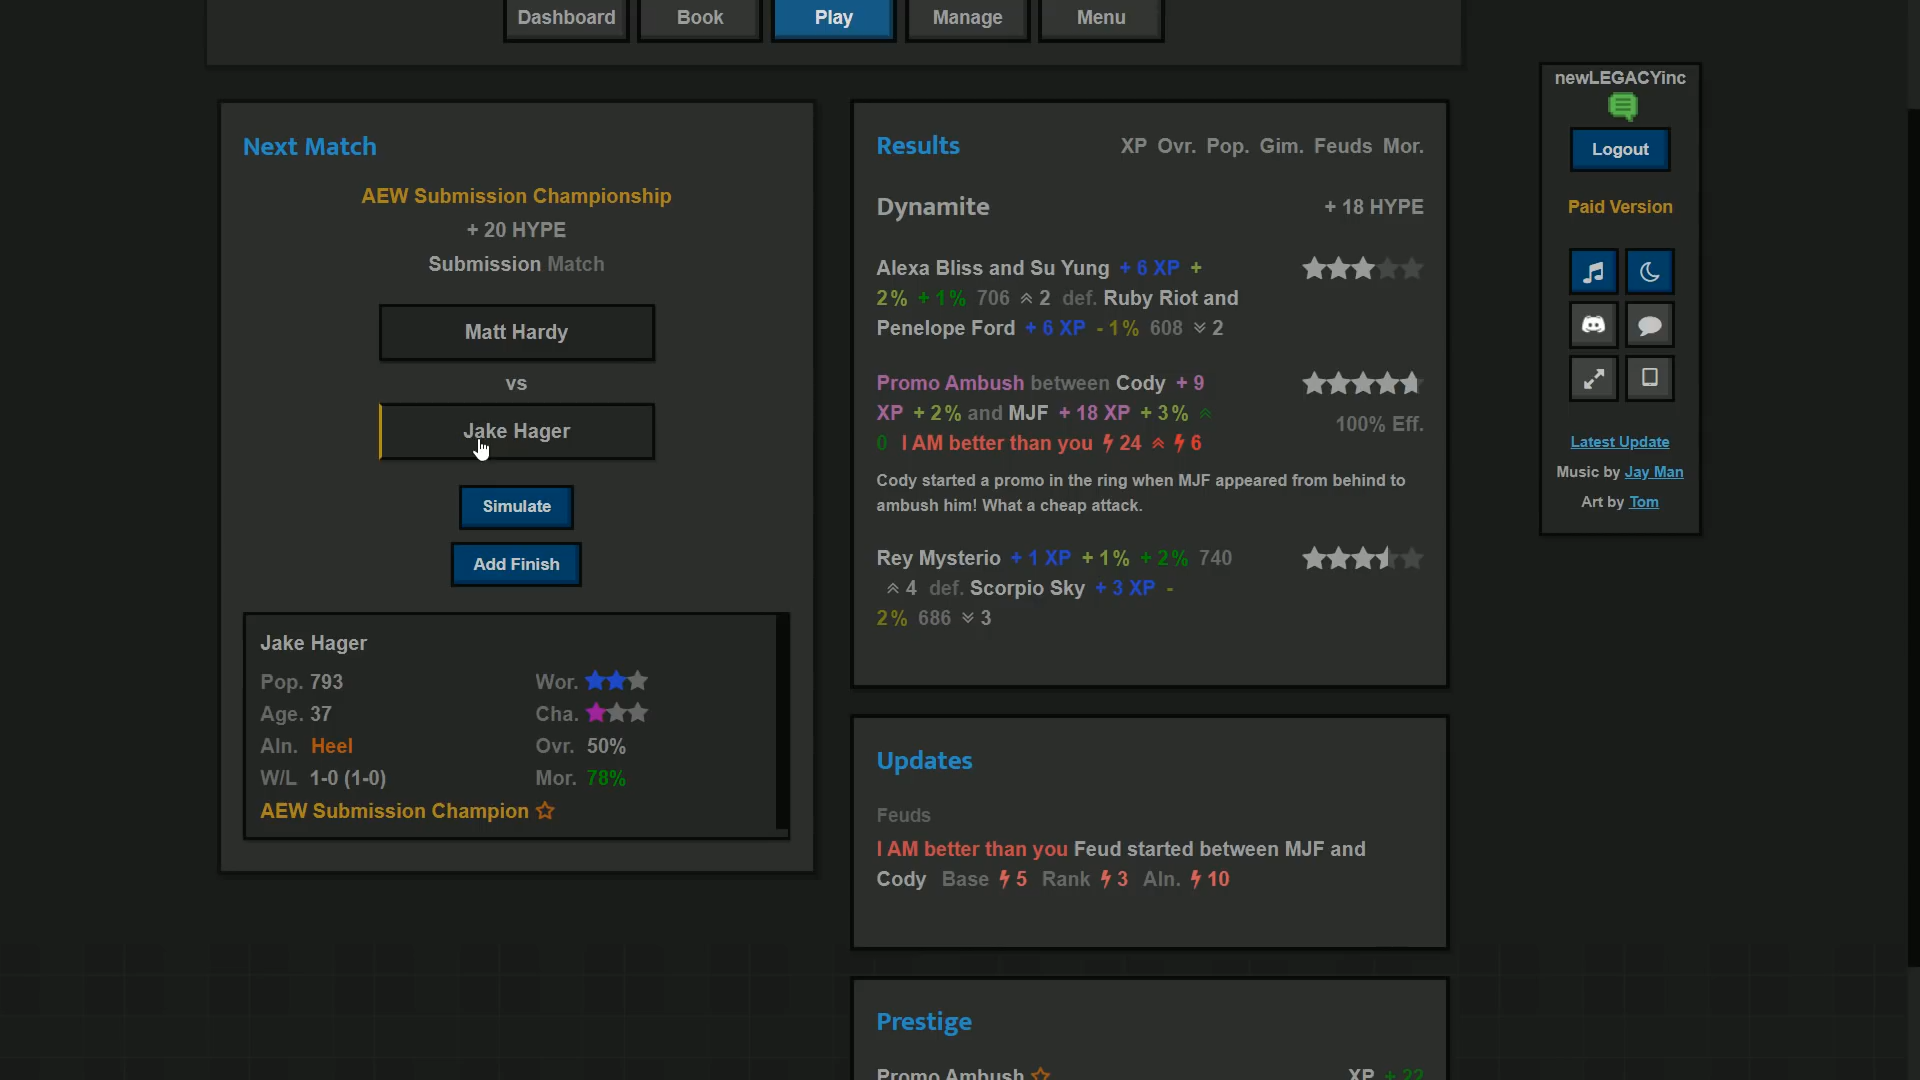 Dashboard
Book
Play
Manage
Menu
Next Match
AEW Submission Championship
+ 20 HYPE
Submission Match
Matt Hardy
vs
Jake Hager
Simulate
Add Finish
Jake Hager
Pop. 793
Wor.
Age. 37
Cha.
Aln. Heel
Ovr. 50%
W/L 1-0 (1-0)
Mor. 78%
AEW Submission Champion
Results
XP Ovr. Pop. Gim. Feuds Mor.
Dynamite
+ 18 HYPE
Alexa Bliss and Su Yung + 6 XP +
2% + 1% 706 2 def. Ruby Riot and
Penelope Ford + 6 XP - 1% 608 2
Promo Ambush between Cody + 9
XP + 2% and MJF + 18 XP + 3%
0 I AM better than you 24 6
100% Eff.
Cody started a promo in the ring when MJF appeared from behind to
ambush him! What a cheap attack.
Rey Mysterio + 1 XP + 1% + 2% 740
4 def. Scorpio Sky + 3 XP -
2% 686 3
Updates
Feuds
I AM better than you Feud started between MJF and
Cody Base 5 Rank 3 Aln. 10
Prestige
Promo Ambush
XP + 22
newLEGACYinc
Logout
Paid Version
Latest Update
Music by Jay Man
Art by Tom